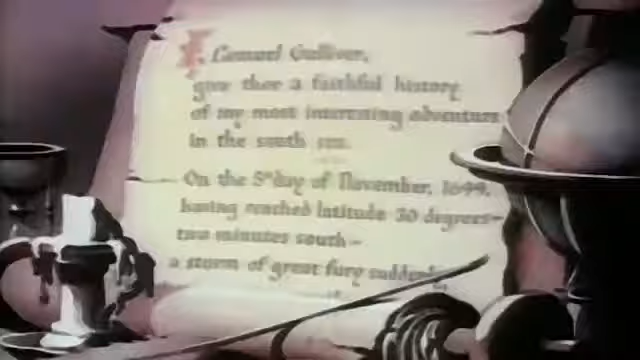 I, Lemuel Gulliver,
give thee a faithful history
of my most interesting adventure
in the south sea.
On the 5th day of November, 1699,
having reached latitude 30 degrees-
two minutes south-
a storm of great fury suddenly